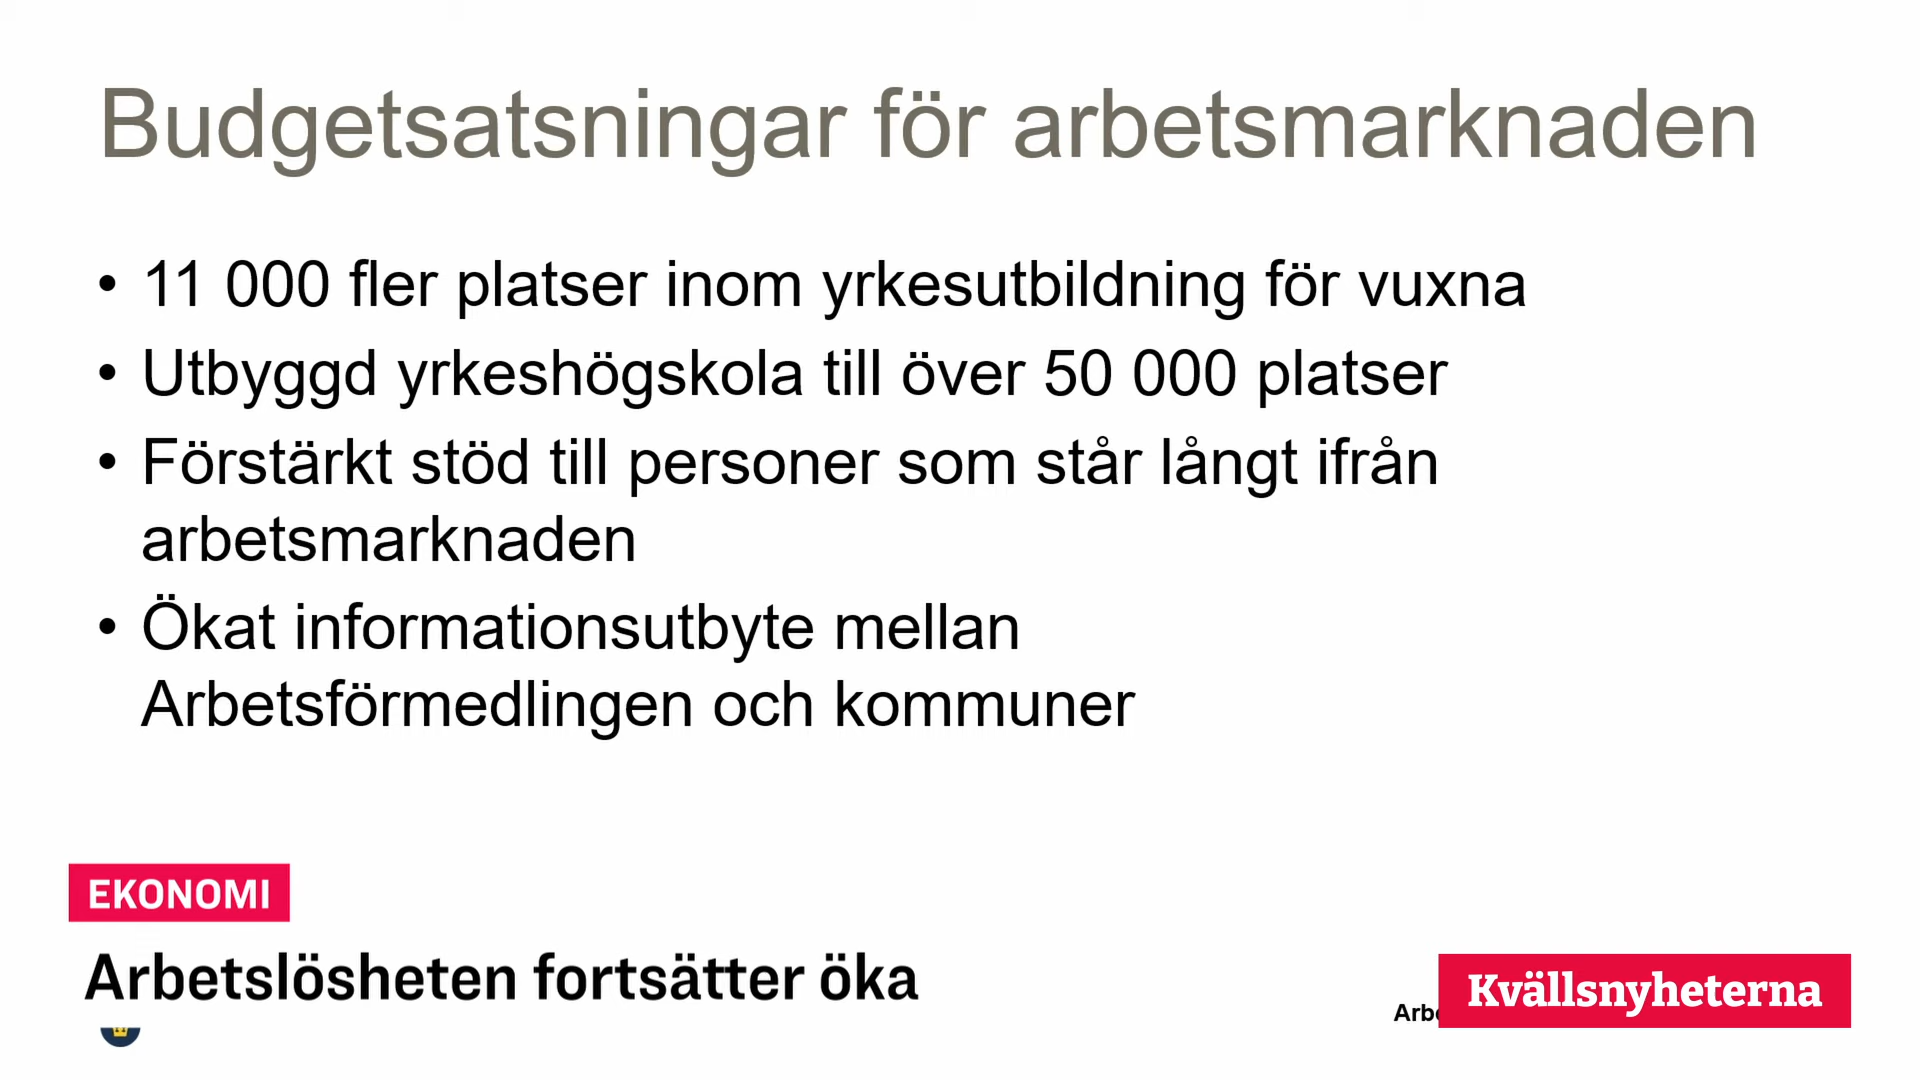 Budgetsatsningar för arbetsmarknaden
• 11 000 fler platser inom yrkesutbildning för vuxna
• Utbyggd yrkeshögskola till över 50 000 platser
• Förstärkt stöd till personer som står långt ifrån
arbetsmarknaden
• Ökat informationsutbyte mellan
Arbetsförmedlingen och kommuner
EKONOMI
Arbetslösheten fortsätter öka
Kvällsnyheterna